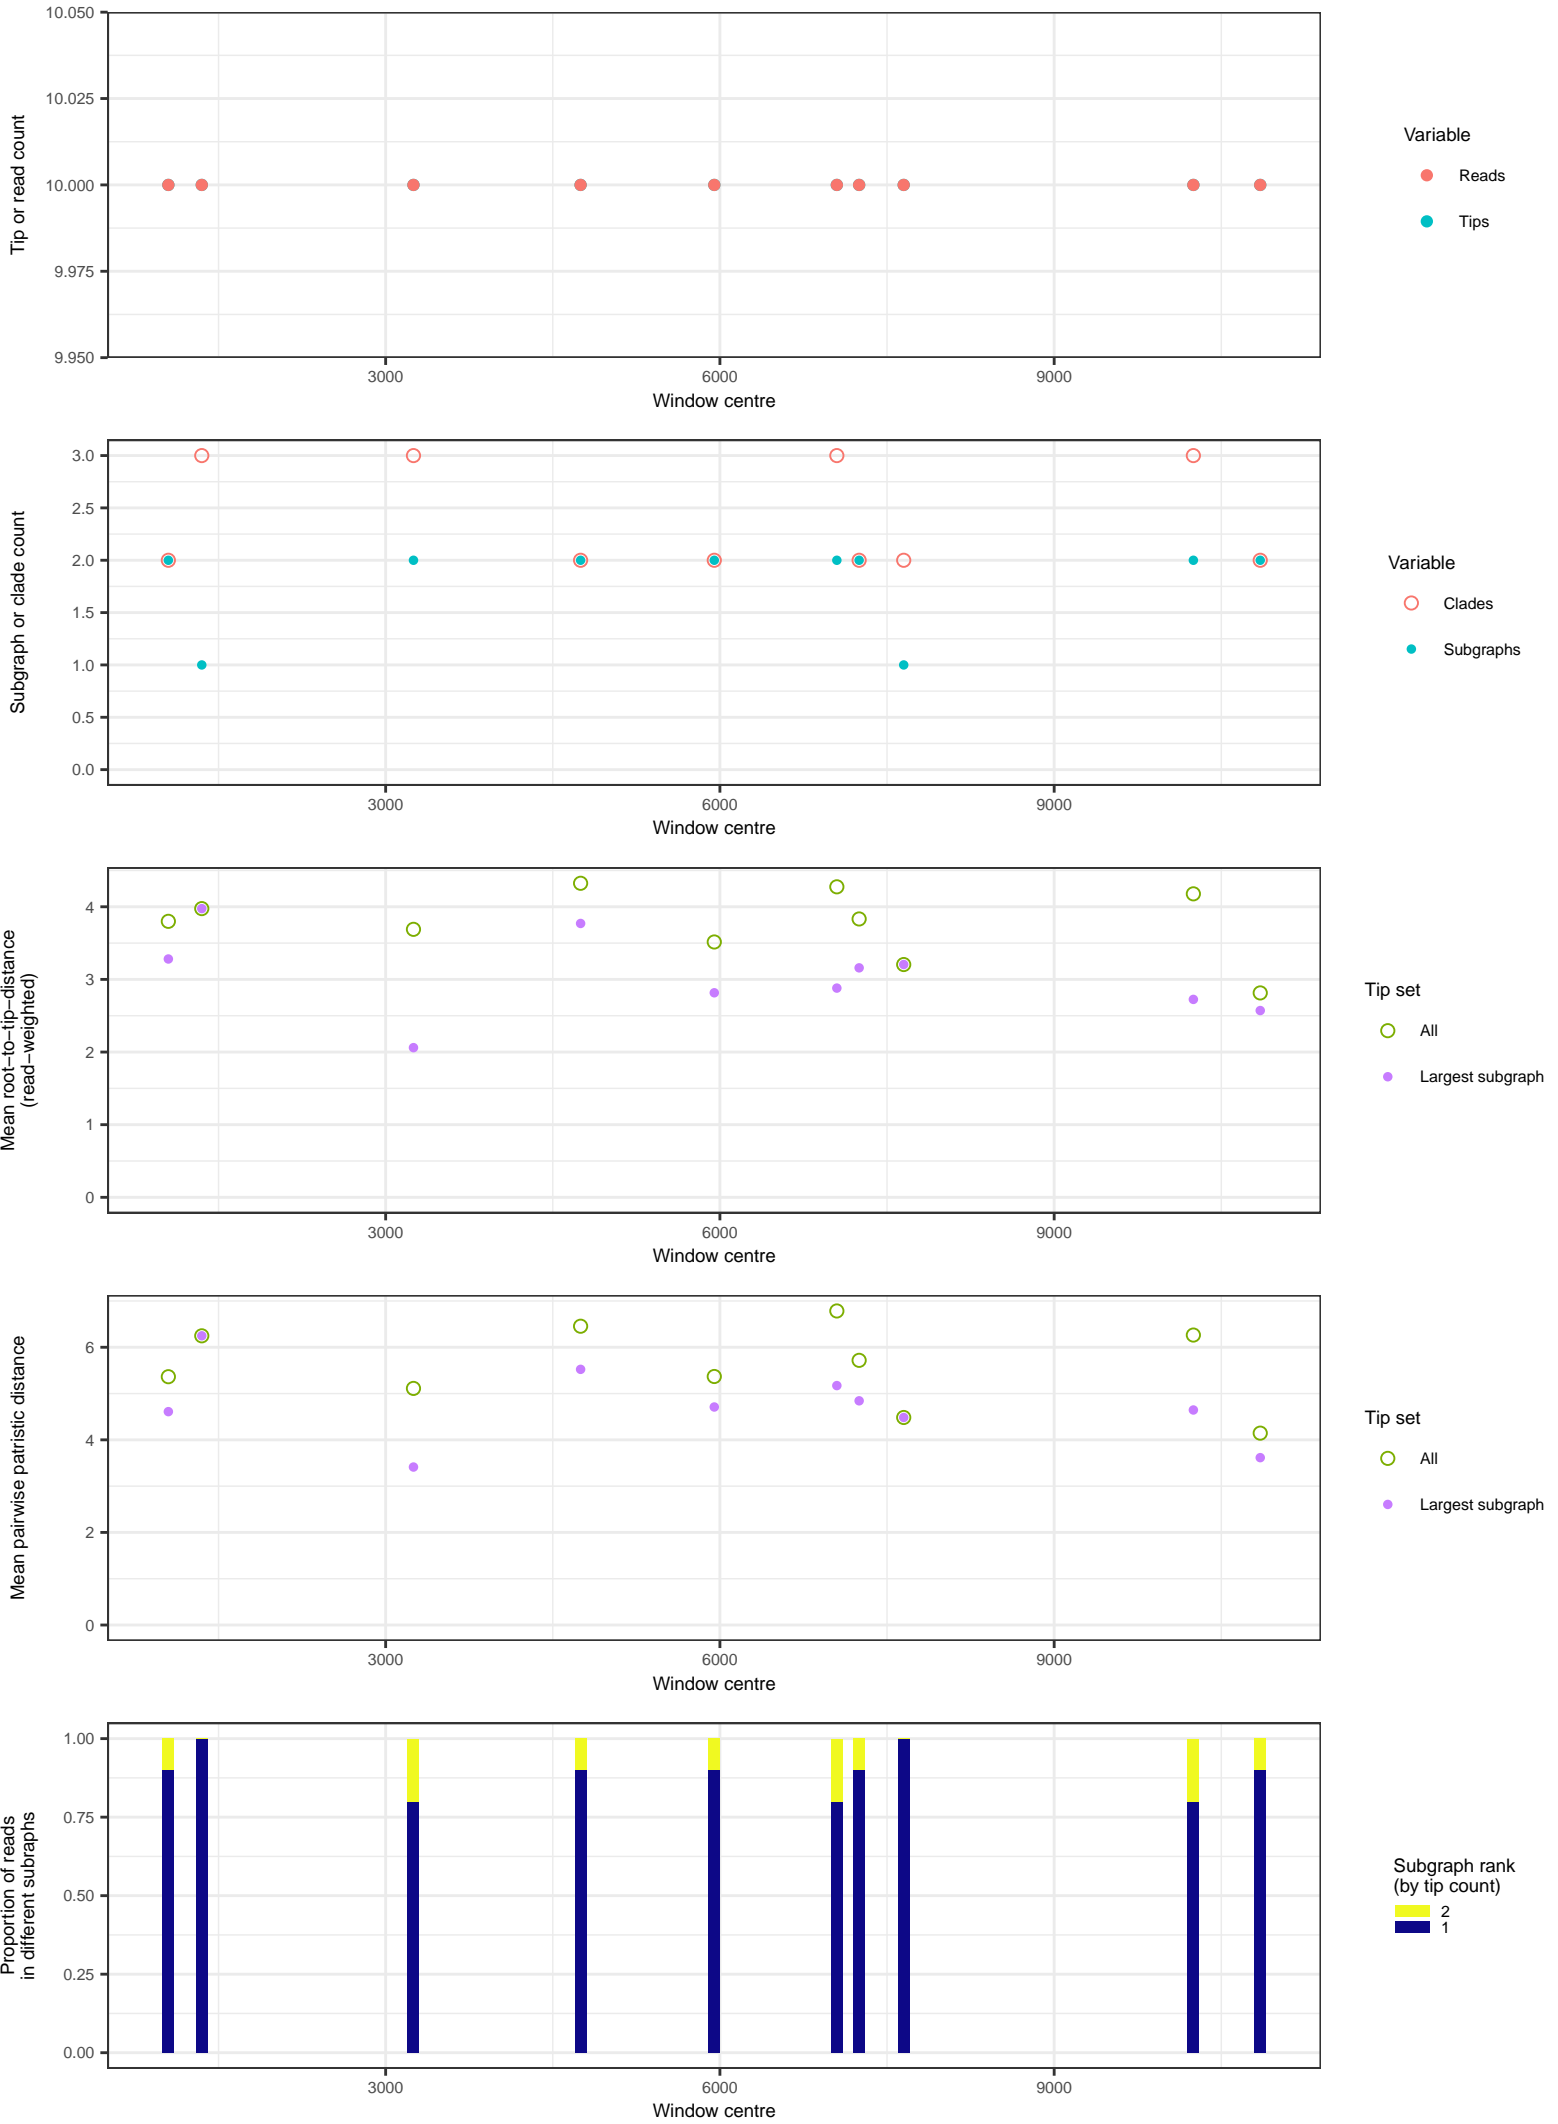 10.050
10.025
10.000
9.975
9.950
Tip or read count
3000
6000
9000
Window centre
Variable
Reads
Tips
3.0
2.5
2.0
1.5
1.0
0.5
0.0
Subgraph or clade count
3000
6000
9000
Window centre
Variable
Clades
Subgraphs
4
3
2
1
0
Mean root−to−tip−distance
(read−weighted)
3000
6000
9000
Window centre
Tip set
All
Largest subgraph
6
4
2
0
Mean pairwise patristic distance
3000
6000
9000
Window centre
Tip set
All
Largest subgraph
1.00
0.75
0.50
0.25
0.00
Proportion of reads
in different subraphs
3000
6000
9000
Window centre
Subgraph rank
(by tip count)
2
1